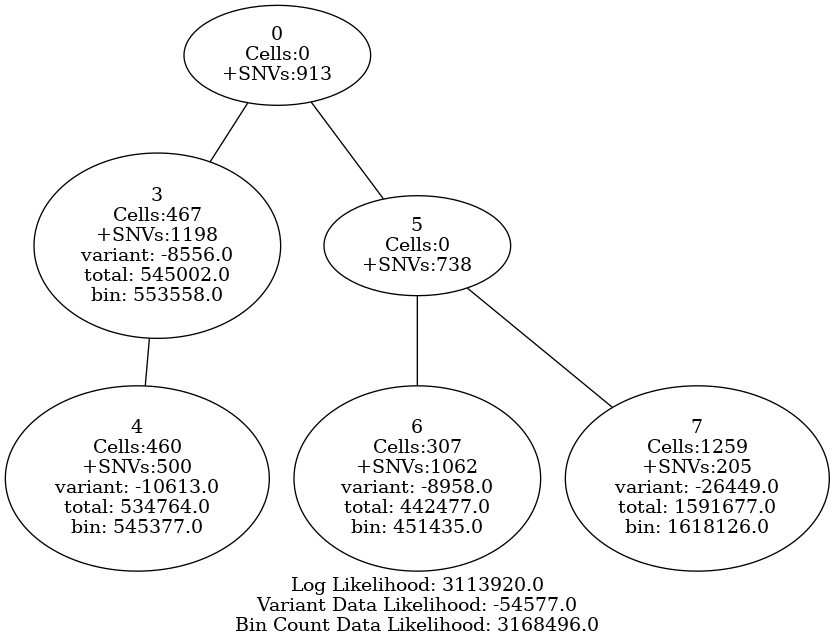 0
Cells:0
+SNVs:913
3
Cells:467
+SNVs:1198
variant: -8556.0
total: 545002.0
bin: 553558.0
5
Cells:0
+SNVs:738
4
Cells:460
+SNVs:500
variant: -10613.0
total: 534764.0
bin: 545377.0
6
Cells:307
+SNVs:1062
variant: -8958.0
total: 442477.0
bin: 451435.0
7
Cells:1259
+SNVs:205
variant: -26449.0
total: 1591677.0
bin: 1618126.0
Log Likelihood: 3113920.0
Variant Data Likelihood: -54577.0
Bin Count Data Likelihood: 3168496.0